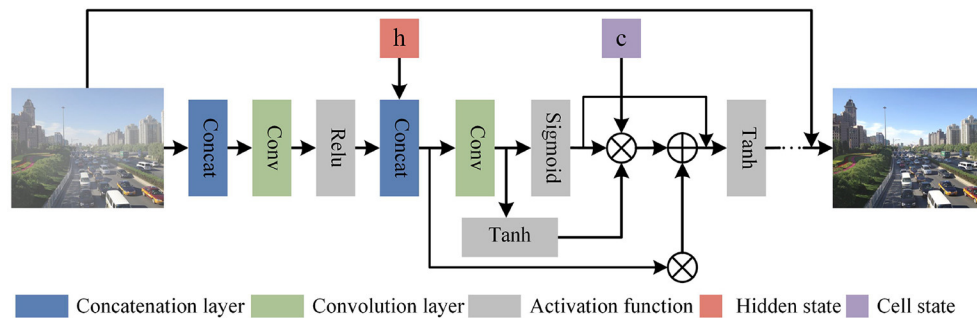 h
c
Concat
Conv
Relu
Concat
Conv
Sigmoid
Tanh
Tanh
Concatenation layer
Convolution layer
Activation function
Hidden state
Cell state